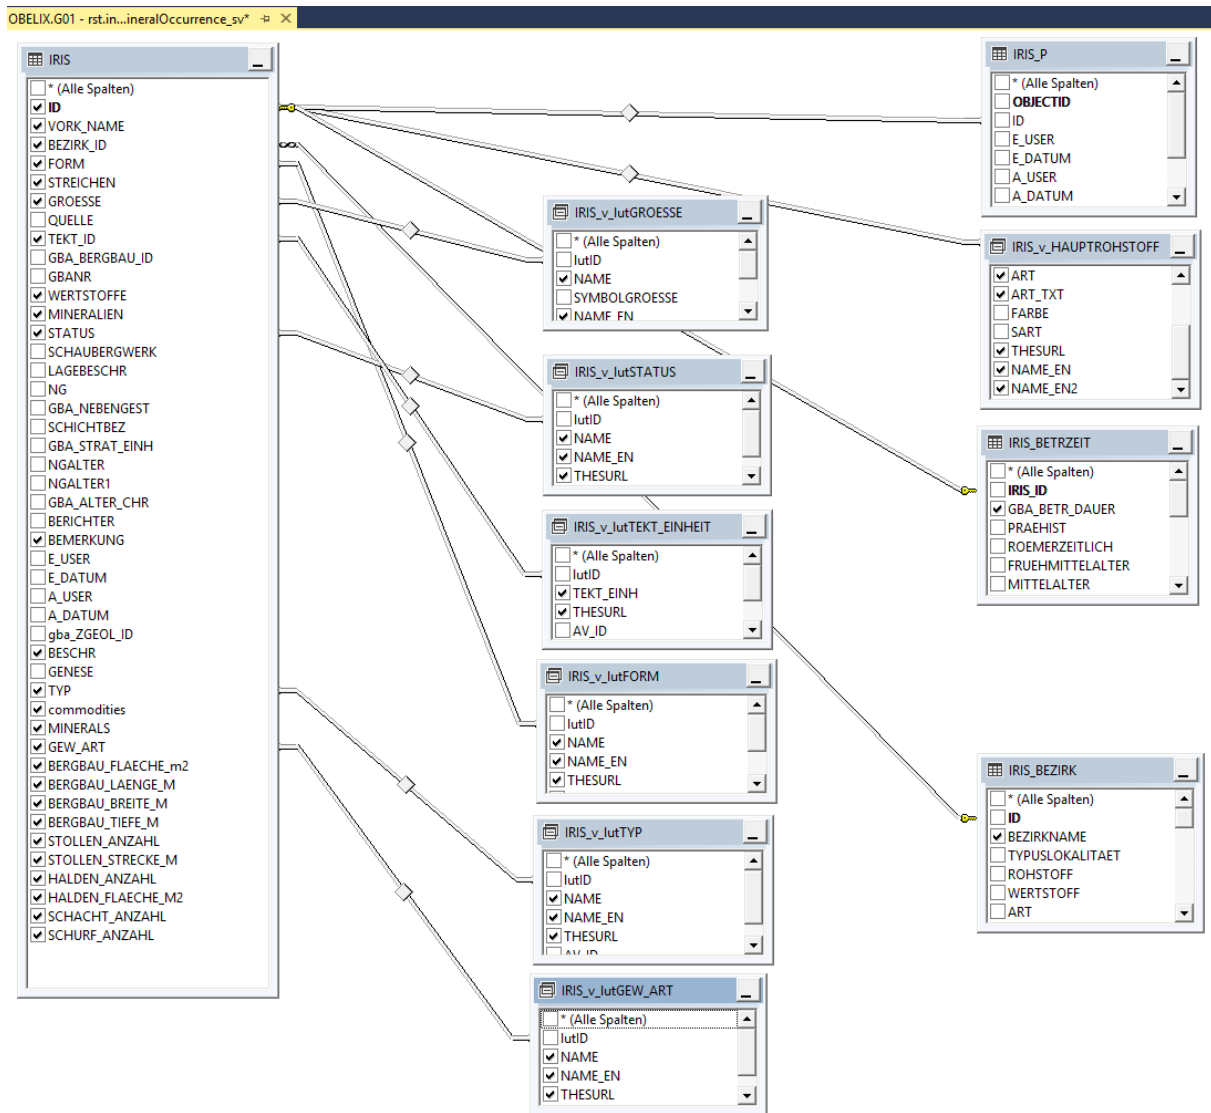 OBELIX.G01 - rst.in...ineralOccurrence_sv*
IRIS
* (Alle Spalten)
ID
VORK_NAME
BEZIRK_ID
FORM
STREICHEN
GROESSE
QUELLE
TEKT_ID
GBA_BERGBAU_ID
GBANR
WERTSTOFFE
MINERALIEN
STATUS
SCHAUBERGWERK
LAGEBESCHR
NG
GBA_NEBENGEST
SCHICHTBEZ
GBA_STRAT_EINH
NGALTER
NGALTER1
GBA_ALTER_CHR
BERICHTER
BEMERKUNG
E_USER
E_DATUM
A_USER
A_DATUM
gba_ZGEOL_ID
BESCHR
GENESE
TYP
commodities
MINERALS
GEW_ART
BERGBAU_FLAECHE_m2
BERGBAU_LAENGE_M
BERGBAU_BREITE_M
BERGBAU_TIEFE_M
STOLLEN_ANZAHL
STOLLEN_STRECKE_M
HALDEN_ANZAHL
HALDEN_FLAECHE_M2
SCHACHT_ANZAHL
SCHURF_ANZAHL
IRIS_v_lutGROESSE
* (Alle Spalten)
lutID
NAME
SYMBOLGROESSE
NAME_EN
IRIS_v_lutSTATUS
* (Alle Spalten)
lutID
NAME
NAME_EN
THESURL
IRIS_v_lutTEKT_EINHEIT
* (Alle Spalten)
lutID
TEKT_EINH
THESURL
AV_ID
IRIS_v_lutFORM
* (Alle Spalten)
lutID
NAME
NAME_EN
THESURL
IRIS_v_lutTYP
* (Alle Spalten)
lutID
NAME
NAME_EN
THESURL
AV_ID
IRIS_v_lutGEW_ART
* (Alle Spalten)
lutID
NAME
NAME_EN
THESURL
IRIS_P
* (Alle Spalten)
OBJECTID
ID
E_USER
E_DATUM
A_USER
A_DATUM
IRIS_v_HAUPTROHSTOFF
ART
ART_TXT
FARBE
SART
THESURL
NAME_EN
NAME_EN2
IRIS_BETRZEIT
* (Alle Spalten)
IRIS_ID
GBA_BETR_DAUER
PRAEHIST
ROEMERZEITLICH
FRUEHMITTELALTER
MITTELALTER
IRIS_BEZIRK
* (Alle Spalten)
ID
BEZIRKNAME
TYPUSLOKALITAET
ROHSTOFF
WERTSTOFF
ART